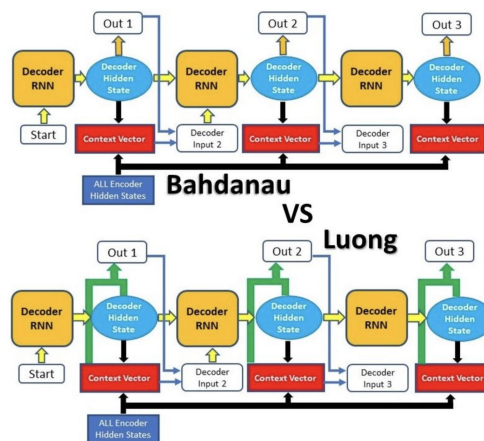 Out 1
Out 2
Out 3
Decoder
RNN
Decoder
Hidden
State
Decoder
RNN
Decoder
Hidden
State
Decoder
RNN
Decoder
Hidden
State
Start
Context Vector
Decoder
Input 2
Context Vector
Decoder
Input 3
Context Vector
ALL Encoder
Hidden States
Bahdanau
VS
Luong
Out 1
Out 2
Out 3
Decoder
RNN
Decoder
Hidden
State
Decoder
RNN
Decoder
Hidden
State
Decoder
RNN
Decoder
Hidden
State
Start
Context Vector
Decoder
Input 2
Context Vector
Decoder
Input 3
Context Vector
ALL Encoder
Hidden States